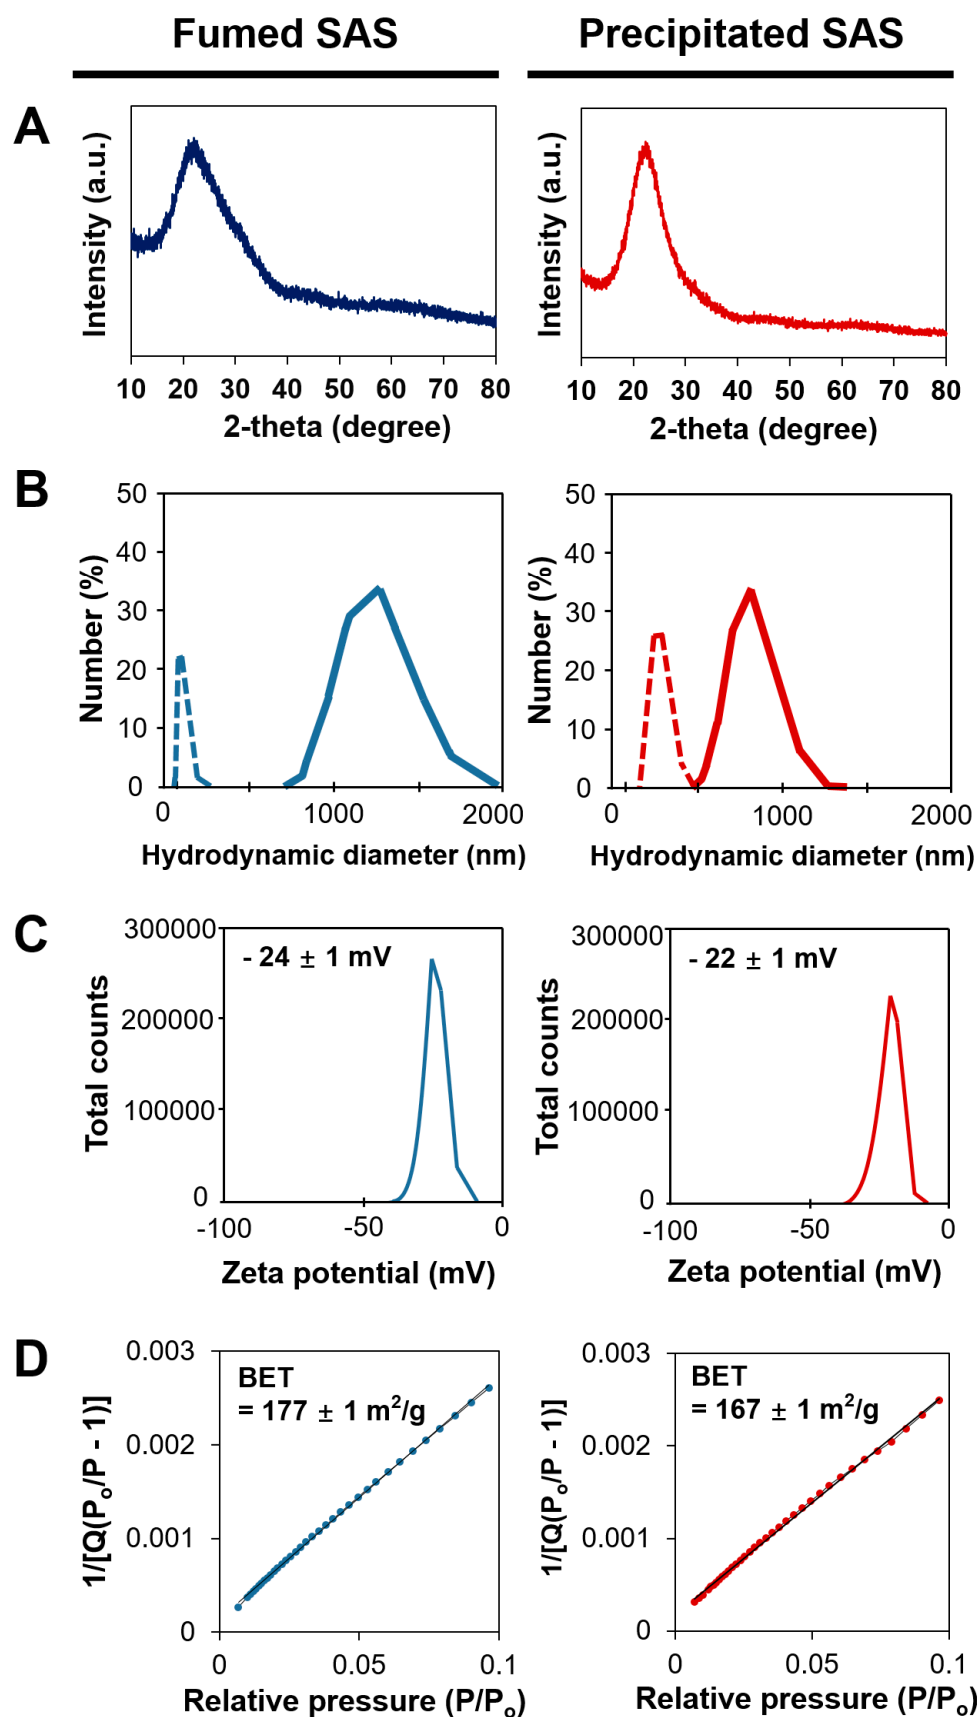 Fumed SAS
Precipitated SAS
A
Intensity (a.u.)
10 20 30 40 50 60 70 80
2-theta (degree)
Intensity (a.u.)
10 20 30 40 50 60 70 80
2-theta (degree)
B
Number (%)
50
40
30
20
10
0
0 1000 2000
Hydrodynamic diameter (nm)
Number (%)
50
40
30
20
10
0
0 1000 2000
Hydrodynamic diameter (nm)
C
Total counts
300000
200000
100000
0
- 24 ± 1 mV
-100 -50 0
Zeta potential (mV)
Total counts
300000
200000
100000
0
- 22 ± 1 mV
-100 -50 0
Zeta potential (mV)
D
1/[Q(Po/P - 1)]
0.003
0.002
0.001
0
BET
= 177 ± 1 m²/g
0 0.05 0.1
Relative pressure (P/Po)
1/[Q(Po/P - 1)]
0.003
0.002
0.001
0
BET
= 167 ± 1 m²/g
0 0.05 0.1
Relative pressure (P/Po)